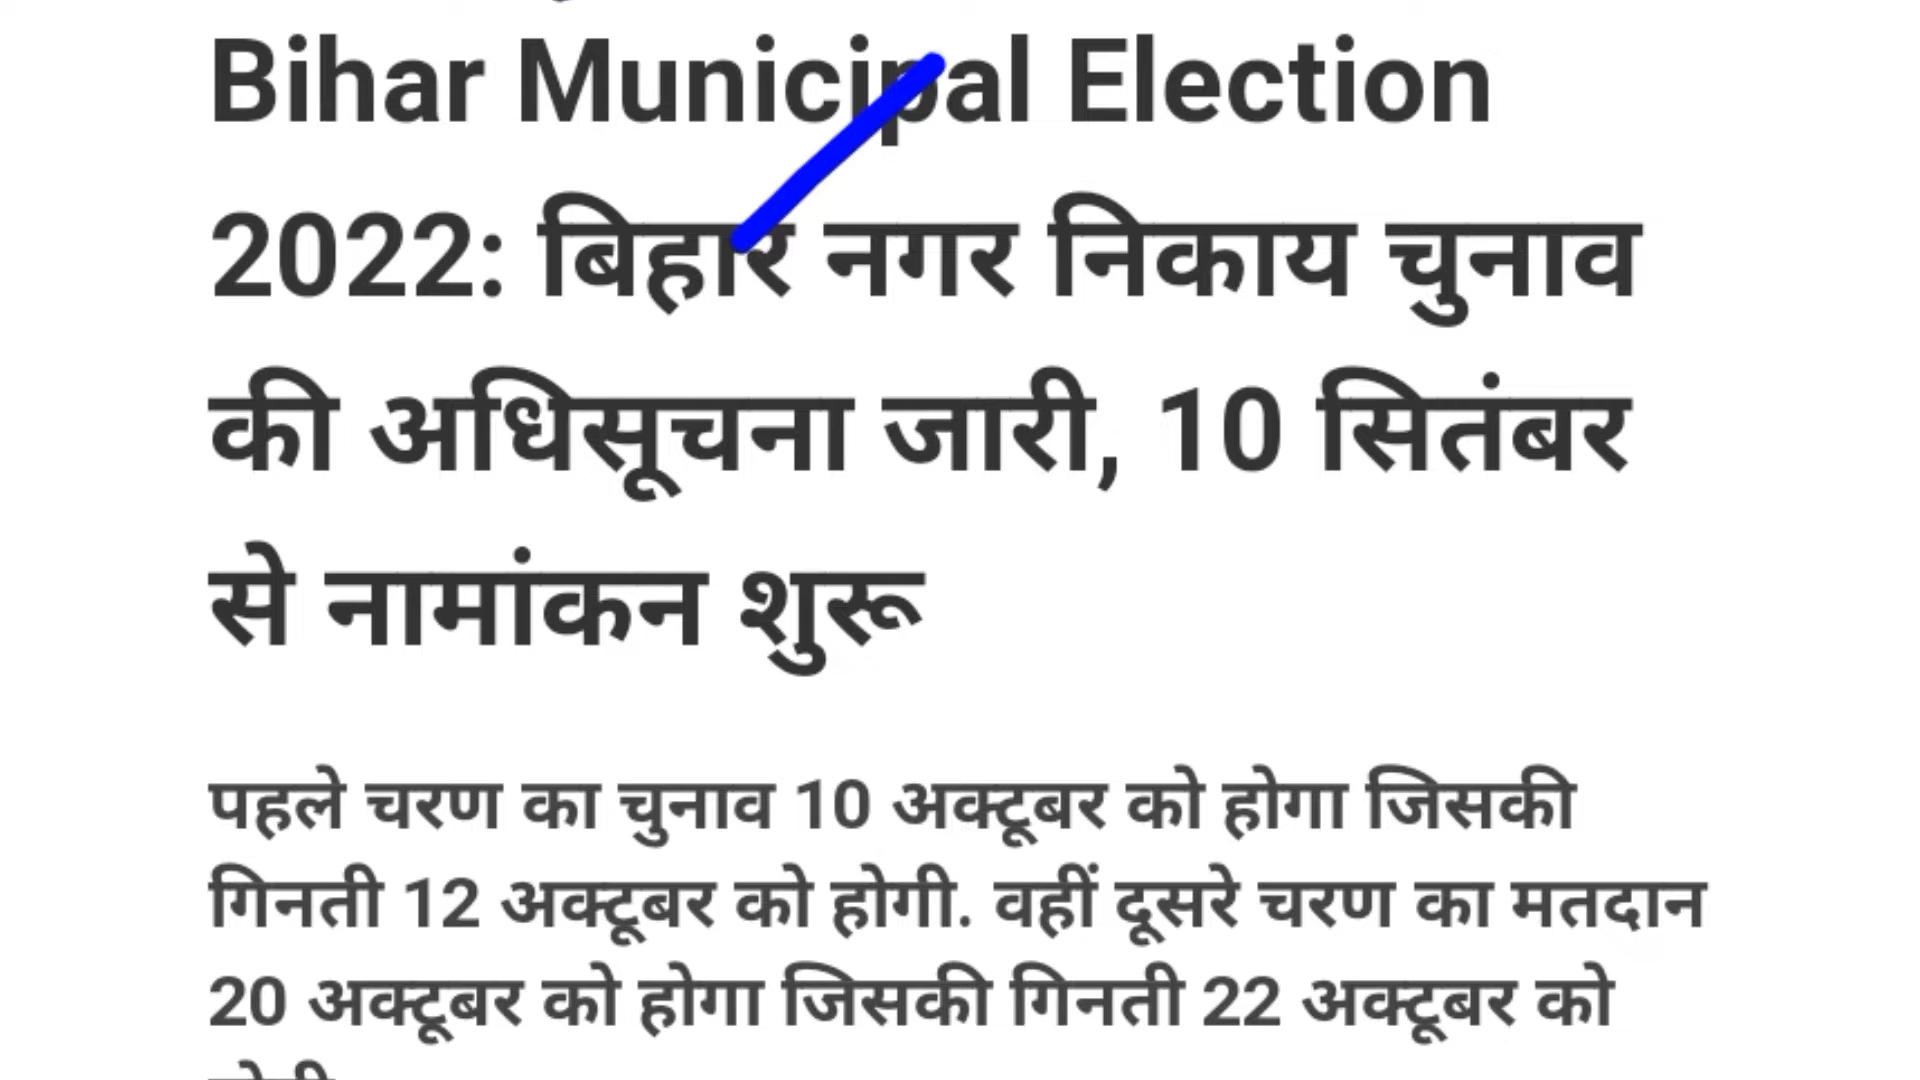 Bihar Municipal Election
2022: बिहार नगर निकाय चुनाव
की अधिसूचना जारी, 10 सितंबर
से नामांकन शुरू
पहले चरण का चुनाव 10 अक्टूबर को होगा जिसकी
गिनती 12 अक्टूबर को होगी. वहीं दूसरे चरण का मतदान
20 अक्टूबर को होगा जिसकी गिनती 22 अक्टूबर को